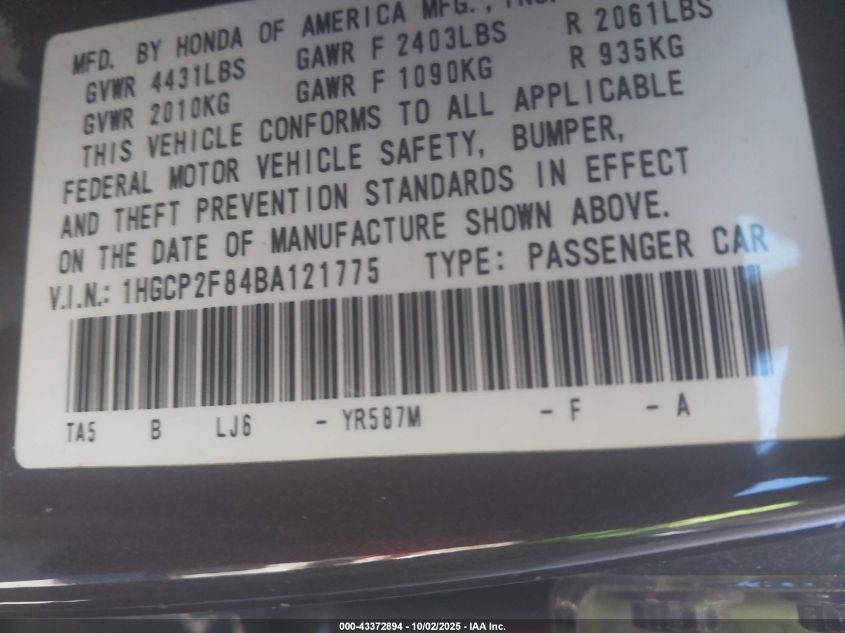 MFD. BY HONDA OF AMERICA MFG., INC.
GVWR 4431LBS GAWR F 2403LBS R 2061LBS
GVWR 2010KG GAWR F 1090KG R 935KG
THIS VEHICLE CONFORMS TO ALL APPLICABLE
FEDERAL MOTOR VEHICLE SAFETY, BUMPER,
AND THEFT PREVENTION STANDARDS IN EFFECT
ON THE DATE OF MANUFACTURE SHOWN ABOVE.
V.I.N.: 1HGCP2F84BA121775 TYPE: PASSENGER CAR
TA5 B LJ6 - YR587M - F - A
000-43372894 - 10/02/2025 - IAA Inc.